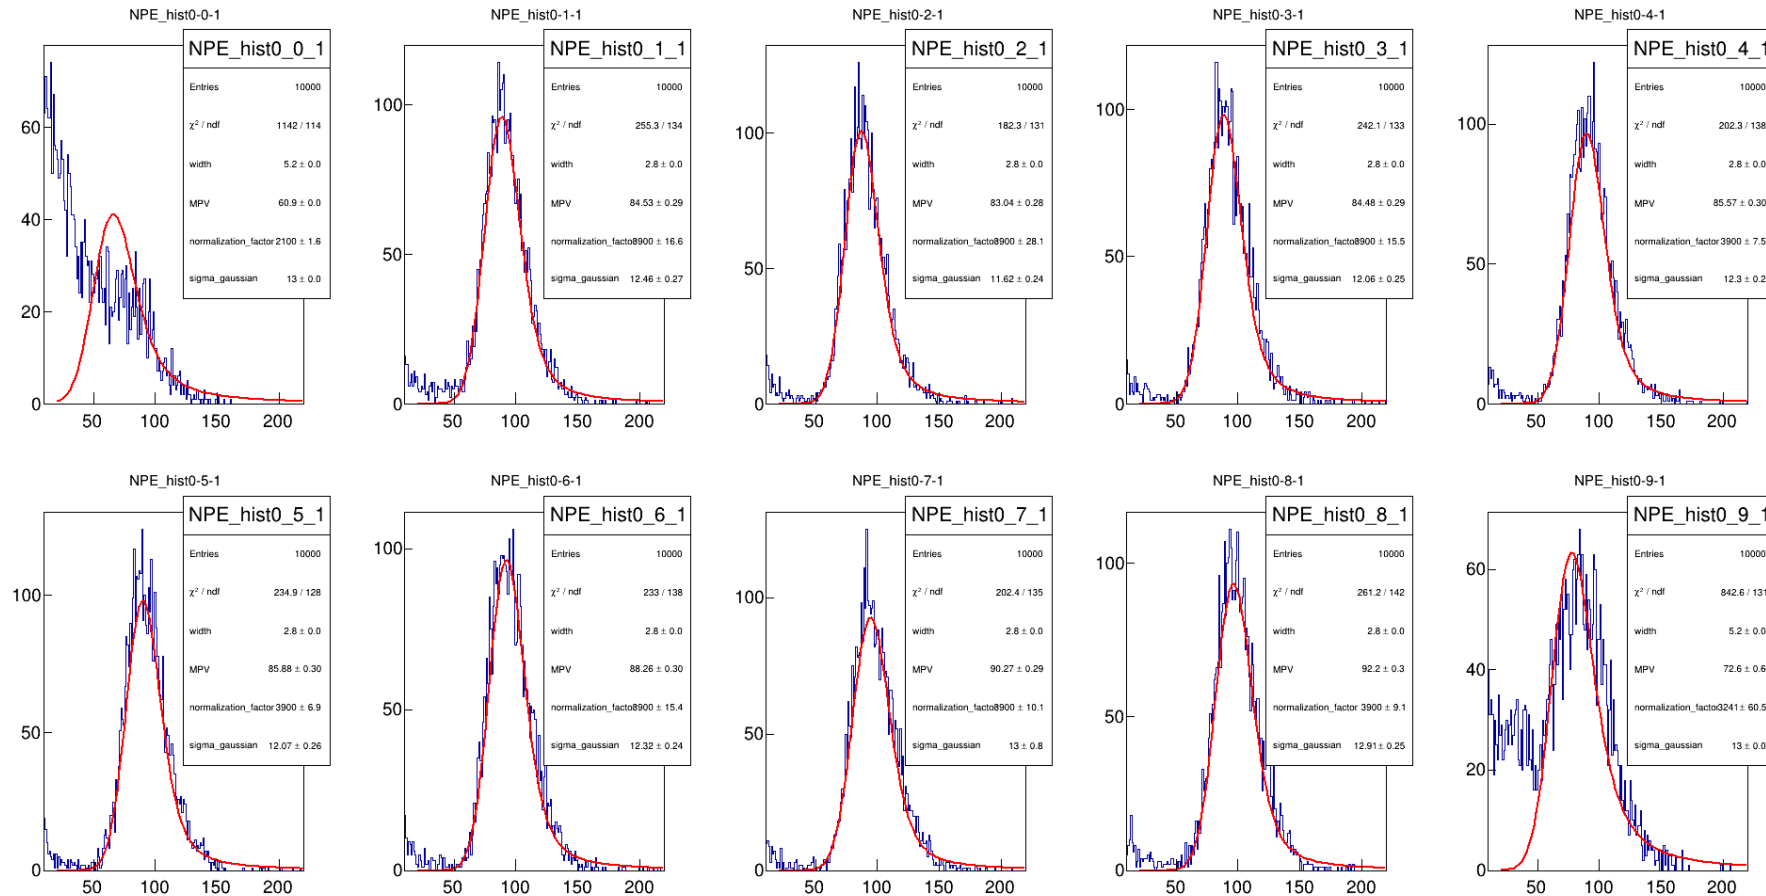 NPE_hist0-0-1
NPE_hist0_0_1
Entries 10000
χ² / ndf 1142 / 114
width 5.2 ± 0.0
MPV 60.9 ± 0.0
normalization_factor 2100 ± 1.6
sigma_gaussian 13 ± 0.0
60
40
20
0
50 100 150 200
NPE_hist0-1-1
NPE_hist0_1_1
Entries 10000
χ² / ndf 255.3 / 134
width 2.8 ± 0.0
MPV 84.53 ± 0.29
normalization_facto3900 ± 16.6
sigma_gaussian 12.46 ± 0.27
100
50
0
50 100 150 200
NPE_hist0-2-1
NPE_hist0_2_1
Entries 10000
χ² / ndf 182.3 / 131
width 2.8 ± 0.0
MPV 83.04 ± 0.28
normalization_facto3900 ± 28.1
sigma_gaussian 11.62 ± 0.24
100
50
0
50 100 150 200
NPE_hist0-3-1
NPE_hist0_3_1
Entries 10000
χ² / ndf 242.1 / 133
width 2.8 ± 0.0
MPV 84.48 ± 0.29
normalization_facto3900 ± 15.5
sigma_gaussian 12.06 ± 0.25
100
50
0
50 100 150 200
NPE_hist0-4-1
NPE_hist0_4_1
Entries 10000
χ² / ndf 202.3 / 138
width 2.8 ± 0.0
MPV 85.57 ± 0.30
normalization_factor 3900 ± 7.5
sigma_gaussian 12.3 ± 0.2
100
50
0
50 100 150 200
NPE_hist0-5-1
NPE_hist0_5_1
Entries 10000
χ² / ndf 234.9 / 128
width 2.8 ± 0.0
MPV 85.88 ± 0.30
normalization_factor 3900 ± 6.9
sigma_gaussian 12.07 ± 0.26
100
50
0
50 100 150 200
NPE_hist0-6-1
NPE_hist0_6_1
Entries 10000
χ² / ndf 233 / 138
width 2.8 ± 0.0
MPV 88.26 ± 0.30
normalization_facto3900 ± 15.4
sigma_gaussian 12.32 ± 0.24
100
50
0
50 100 150 200
NPE_hist0-7-1
NPE_hist0_7_1
Entries 10000
χ² / ndf 202.4 / 135
width 2.8 ± 0.0
MPV 90.27 ± 0.29
normalization_facto3900 ± 10.1
sigma_gaussian 13 ± 0.8
100
50
0
50 100 150 200
NPE_hist0-8-1
NPE_hist0_8_1
Entries 10000
χ² / ndf 261.2 / 142
width 2.8 ± 0.0
MPV 92.2 ± 0.3
normalization_factor 3900 ± 9.1
sigma_gaussian 12.91 ± 0.25
100
50
0
50 100 150 200
NPE_hist0-9-1
NPE_hist0_9_1
Entries 10000
χ² / ndf 842.6 / 131
width 5.2 ± 0.0
MPV 72.6 ± 0.6
normalization_facto3241 ± 60.5
sigma_gaussian 13 ± 0.0
60
40
20
0
50 100 150 200